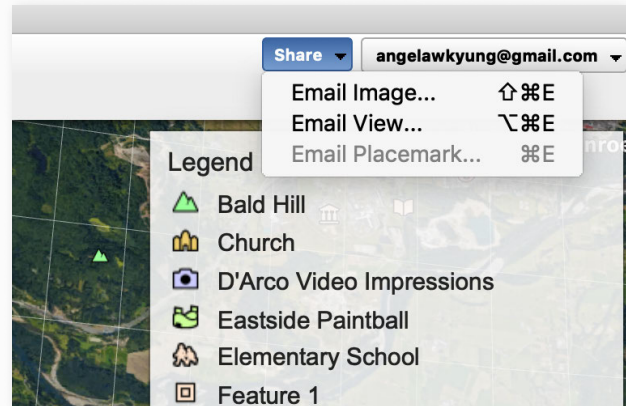 Share
angelawkyung@gmail.com
Email Image... ⇧⌘E
Email View... ⌥⌘E
Email Placemark... ⌘E
Legend
Bald Hill
Church
D'Arco Video Impressions
Eastside Paintball
Elementary School
Feature 1